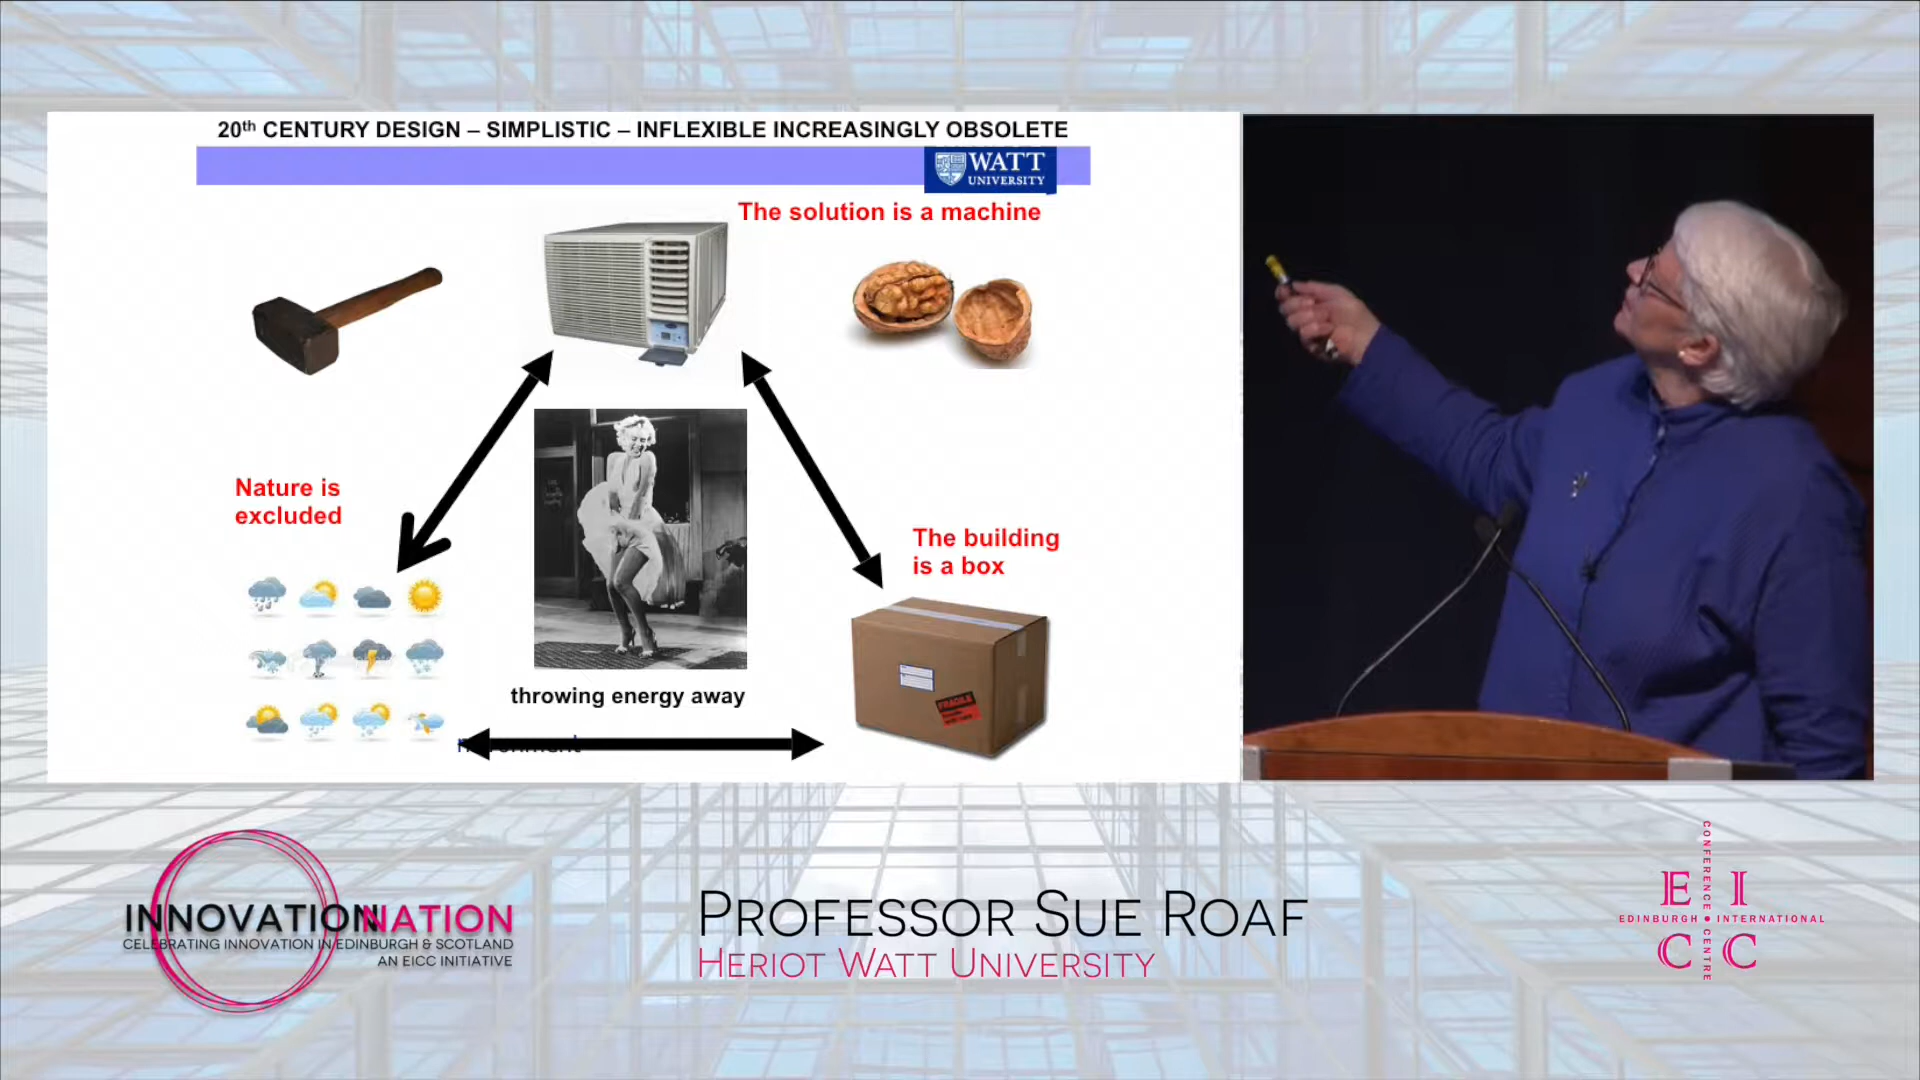 20th CENTURY DESIGN – SIMPLISTIC – INFLEXIBLE INCREASINGLY OBSOLETE
WATT
UNIVERSITY
The solution is a machine
Nature is
excluded
The building
is a box
FRAGILE
throwing energy away
INNOVATIONNATION
CELEBRATING INNOVATION IN EDINBURGH & SCOTLAND
AN EICC INITIATIVE
PROFESSOR SUE ROAF
HERIOT WATT UNIVERSITY
E I
EDINBURGH • INTERNATIONAL
C C
CONFERENCE • CENTRE